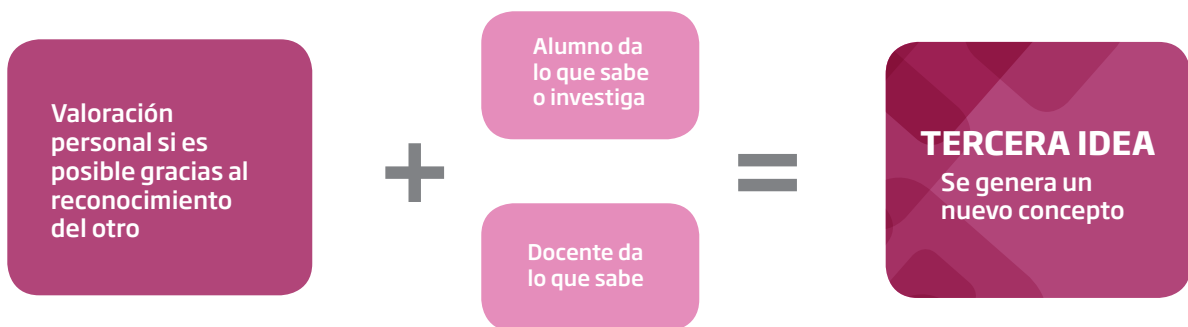 Valoración
personal si es
posible gracias al
reconocimiento
del otro
+
Alumno da
lo que sabe
o investiga
Docente da
lo que sabe
=
TERCERA IDEA
Se genera un
nuevo concepto